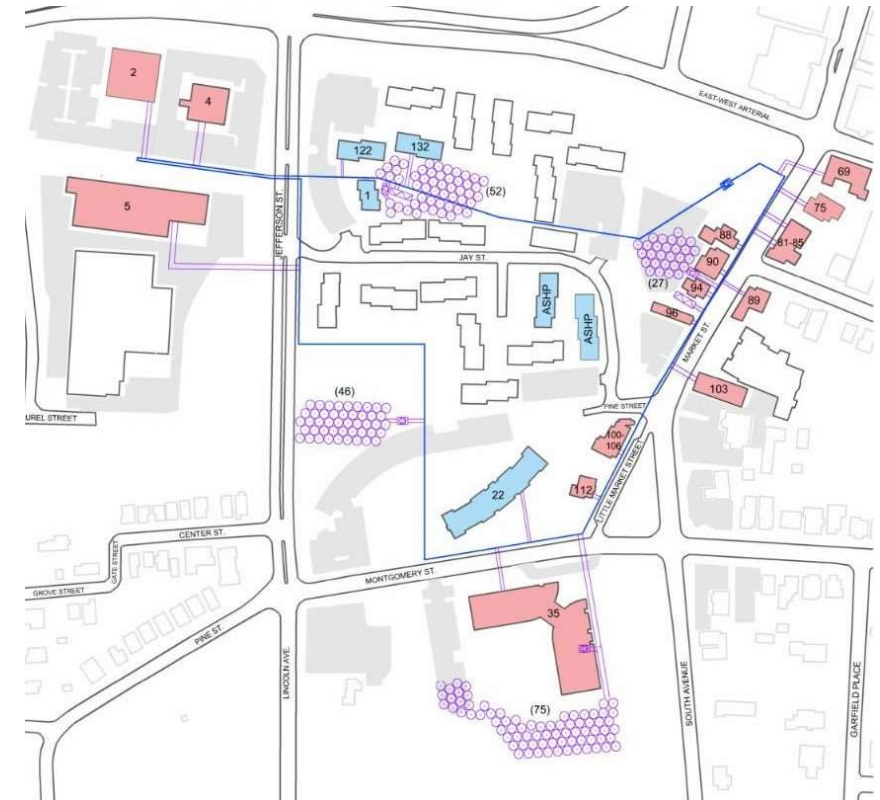 2
4
EAST-WEST ARTERIAL
122
132
69
(52)
1
75
5
JEFFERSON ST.
88
81-85
JAY ST.
90
(27)
94
89
ASHP
96
ASHP
MARKET ST.
(46)
103
UREL STREET
PINE STREET
100-
106
LITTLE MARKET STREET
22
112
CENTER ST.
GATE STREET
MONTGOMERY ST.
GROVE STREET
35
PINE ST.
LINCOLN AVE.
SOUTH AVENUE
GARFIELD PLACE
(75)